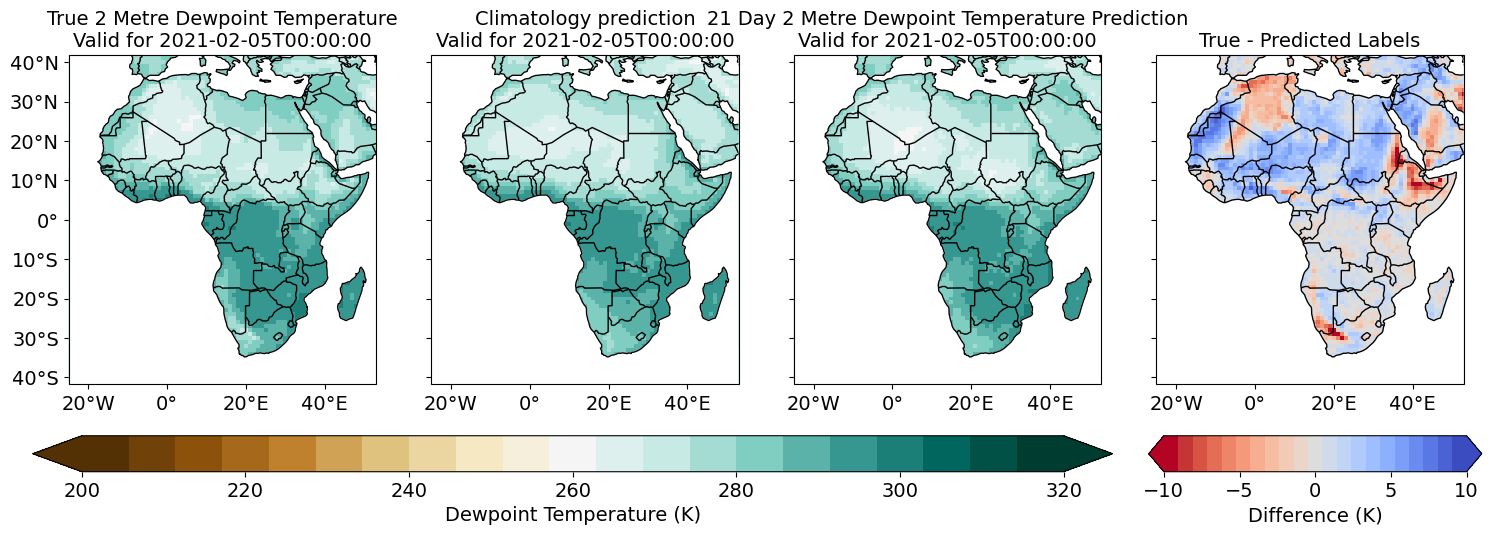 True 2 Metre Dewpoint Temperature
Valid for 2021-02-05T00:00:00
Climatology prediction  21 Day 2 Metre Dewpoint Temperature Prediction
Valid for 2021-02-05T00:00:00
Valid for 2021-02-05T00:00:00
True - Predicted Labels
40°N
30°N
20°N
10°N
0°
10°S
20°S
30°S
40°S
20°W 0° 20°E 40°E
20°W 0° 20°E 40°E
20°W 0° 20°E 40°E
20°W 0° 20°E 40°E
200 220 240 260 280 300 320
Dewpoint Temperature (K)
−10 −5 0 5 10
Difference (K)